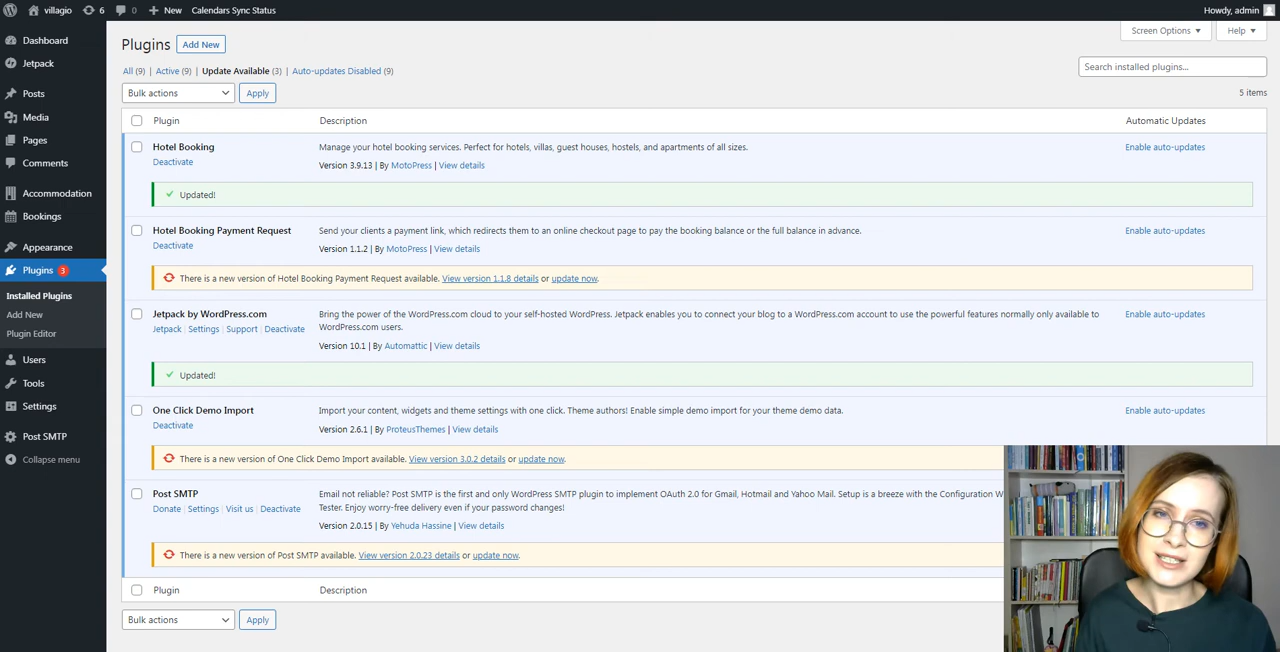 villagio 6 0 New Calendars Sync Status Howdy, admin
Screen Options Help
Dashboard
Jetpack
Posts
Media
Pages
Comments
Accommodation
Bookings
Appearance
Plugins 3
Installed Plugins
Add New
Plugin Editor
Users
Tools
Settings
Post SMTP
Collapse menu
Plugins Add New
All (9) | Active (9) | Update Available (3) | Auto-updates Disabled (9)
Search installed plugins...
Bulk actions Apply
5 items
Plugin Description Automatic Updates
Hotel Booking
Deactivate
Manage your hotel booking services. Perfect for hotels, villas, guest houses, hostels, and apartments of all sizes.
Version 3.9.13 | By MotoPress | View details
Enable auto-updates
Updated!
Hotel Booking Payment Request
Deactivate
Send your clients a payment link, which redirects them to an online checkout page to pay the booking balance or the full balance in advance.
Version 1.1.2 | By MotoPress | View details
Enable auto-updates
There is a new version of Hotel Booking Payment Request available. View version 1.1.8 details or update now.
Jetpack by WordPress.com
Jetpack | Settings | Support | Deactivate
Bring the power of the WordPress.com cloud to your self-hosted WordPress. Jetpack enables you to connect your blog to a WordPress.com account to use the powerful features normally only available to
WordPress.com users.
Version 10.1 | By Automattic | View details
Enable auto-updates
Updated!
One Click Demo Import
Deactivate
Import your content, widgets and theme settings with one click. Theme authors! Enable simple demo import for your theme demo data.
Version 2.6.1 | By ProteusThemes | View details
Enable auto-updates
There is a new version of One Click Demo Import available. View version 3.0.2 details or update now.
Post SMTP
Donate | Settings | Visit us | Deactivate
Email not reliable? Post SMTP is the first and only WordPress SMTP plugin to implement OAuth 2.0 for Gmail, Hotmail and Yahoo Mail. Setup is a breeze with the Configuration W
Tester. Enjoy worry-free delivery even if your password changes!
Version 2.0.15 | By Yehuda Hassine | View details
There is a new version of Post SMTP available. View version 2.0.23 details or update now.
Plugin Description
Bulk actions Apply